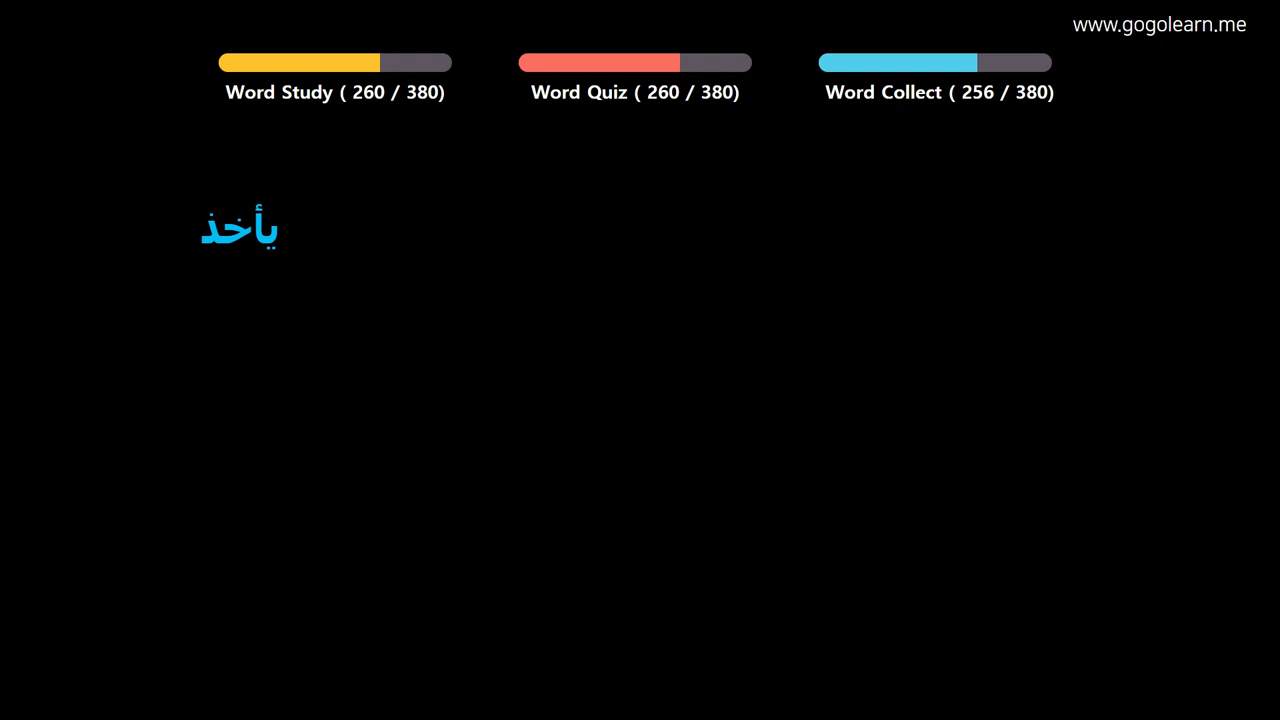 www.gogolearn.me
Word Study ( 260 / 380)
Word Quiz ( 260 / 380)
Word Collect ( 256 / 380)
يأخذ